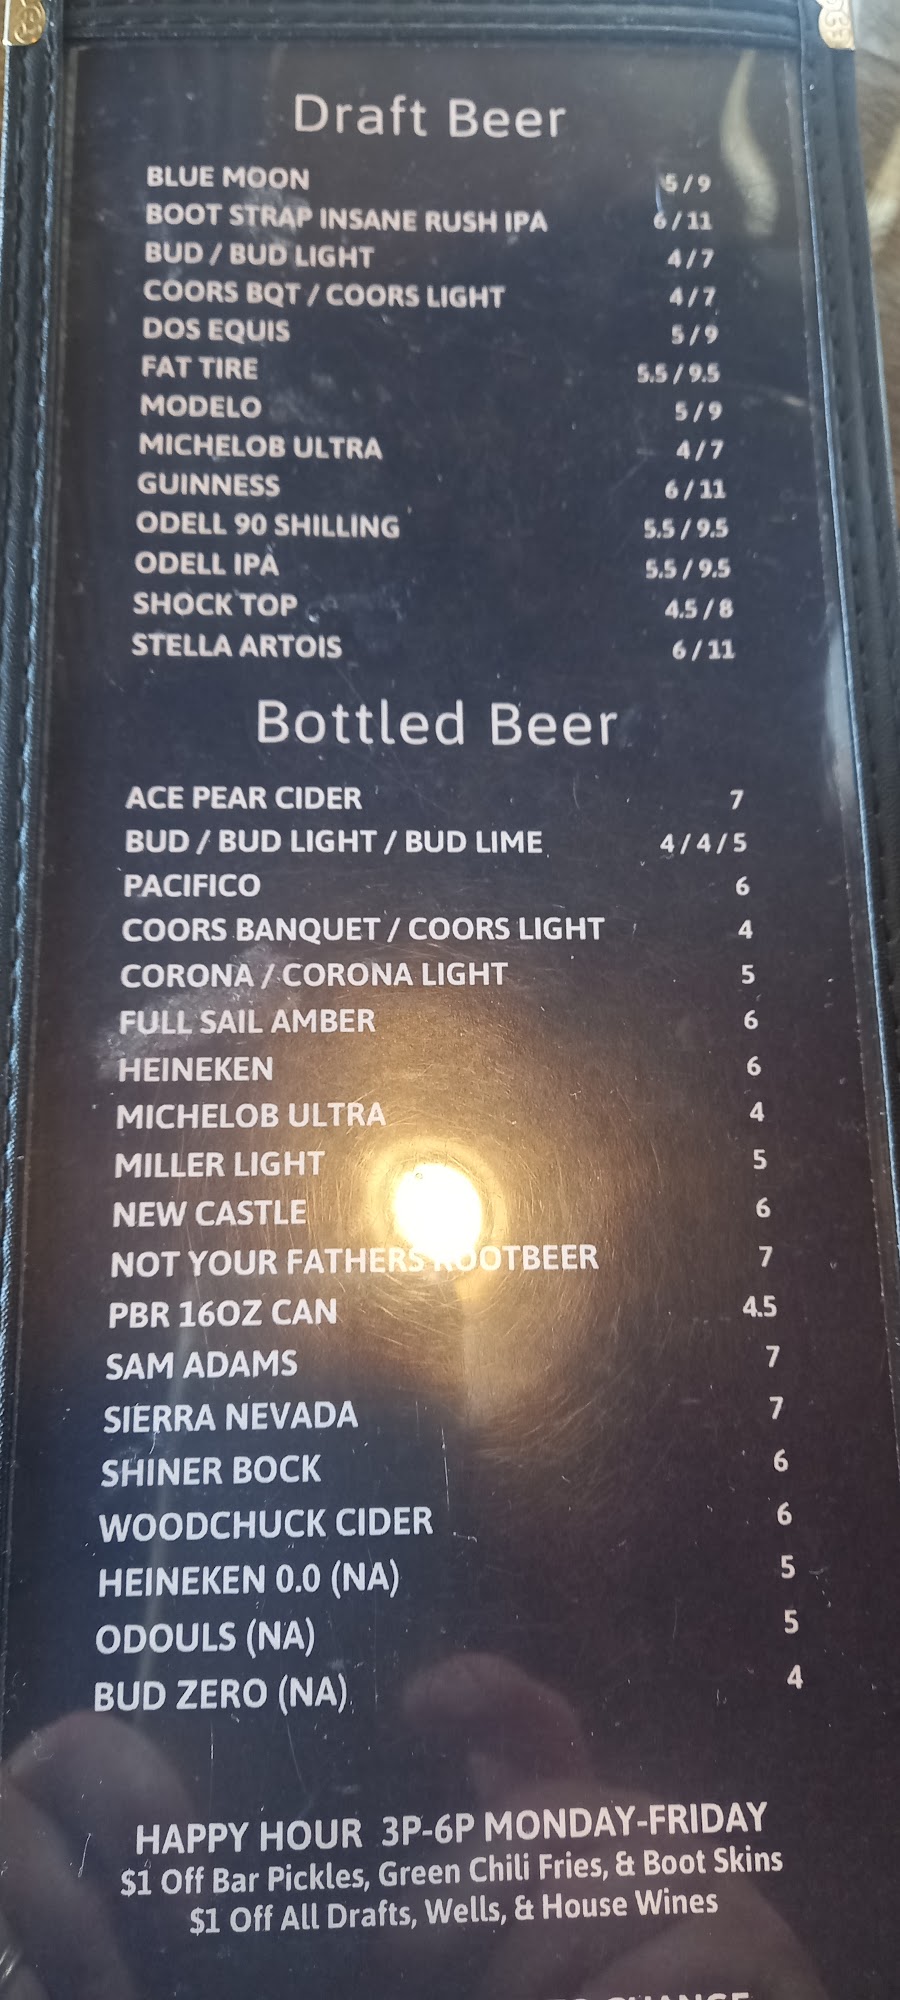 Draft Beer
BLUE MOON 5 / 9
BOOT STRAP INSANE RUSH IPA 6 / 11
BUD / BUD LIGHT 4 / 7
COORS BQT / COORS LIGHT 4 / 7
DOS EQUIS 5 / 9
FAT TIRE 5.5 / 9.5
MODELO 5 / 9
MICHELOB ULTRA 4 / 7
GUINNESS 6 / 11
ODELL 90 SHILLING 5.5 / 9.5
ODELL IPA 5.5 / 9.5
SHOCK TOP 4.5 / 8
STELLA ARTOIS 6 / 11
Bottled Beer
ACE PEAR CIDER 7
BUD / BUD LIGHT / BUD LIME 4 / 4 / 5
PACIFICO 6
COORS BANQUET / COORS LIGHT 4
CORONA / CORONA LIGHT 5
FULL SAIL AMBER 6
HEINEKEN 6
MICHELOB ULTRA 4
MILLER LIGHT 5
NEW CASTLE 6
NOT YOUR FATHERS ROOTBEER 7
PBR 16OZ CAN 4.5
SAM ADAMS 7
SIERRA NEVADA 7
SHINER BOCK 6
WOODCHUCK CIDER 6
HEINEKEN 0.0 (NA) 5
ODOULS (NA) 5
BUD ZERO (NA) 4
HAPPY HOUR 3P-6P MONDAY-FRIDAY
$1 Off Bar Pickles, Green Chili Fries, & Boot Skins
$1 Off All Drafts, Wells, & House Wines